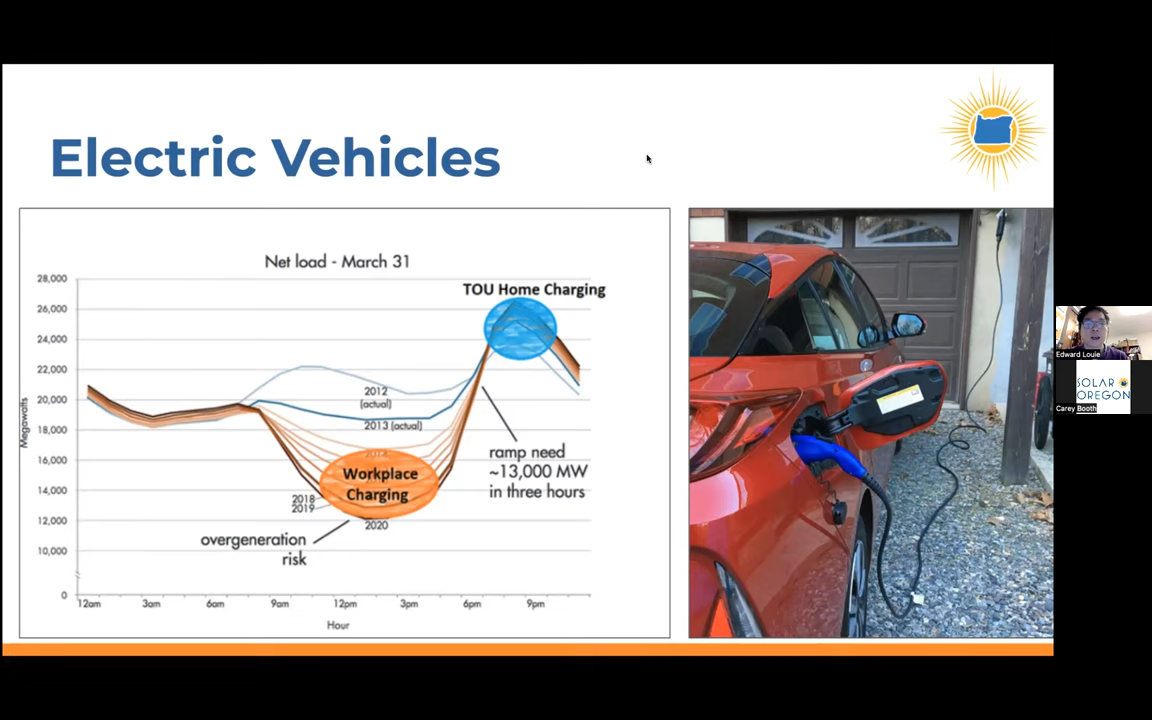 Electric Vehicles
Net load - March 31
28,000
26,000
24,000
22,000
20,000
18,000
16,000
14,000
12,000
10,000
0
Megawatts
12am
3am
6am
9am
12pm
3pm
6pm
9pm
Hour
TOU Home Charging
2012
(actual)
2013 (actual)
Workplace
Charging
2018
2019
2020
overgeneration
risk
ramp need
~13,000 MW
in three hours
Edward Louie
SOLAR
OREGON
Carey Booth